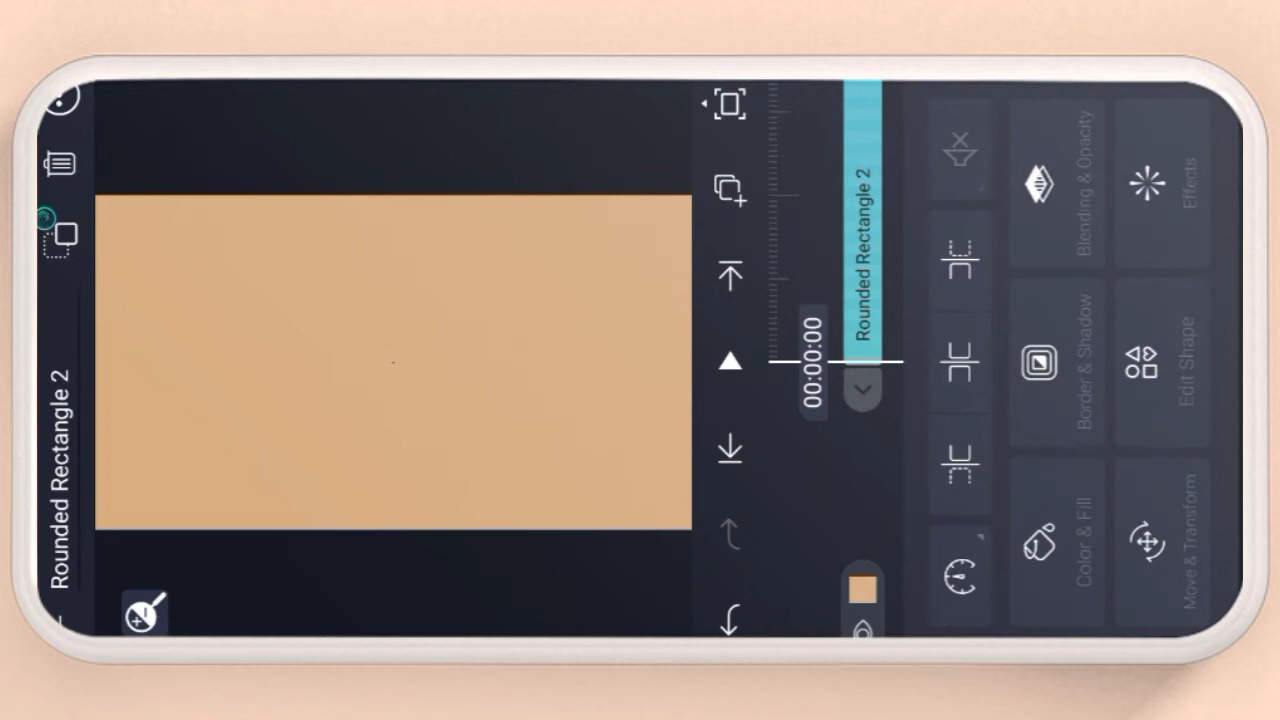 Rounded Rectangle 2
00:00:00
Rounded Rectangle 2
Color & Fill
Border & Shadow
Blending & Opacity
Move & Transform
Edit Shape
Effects